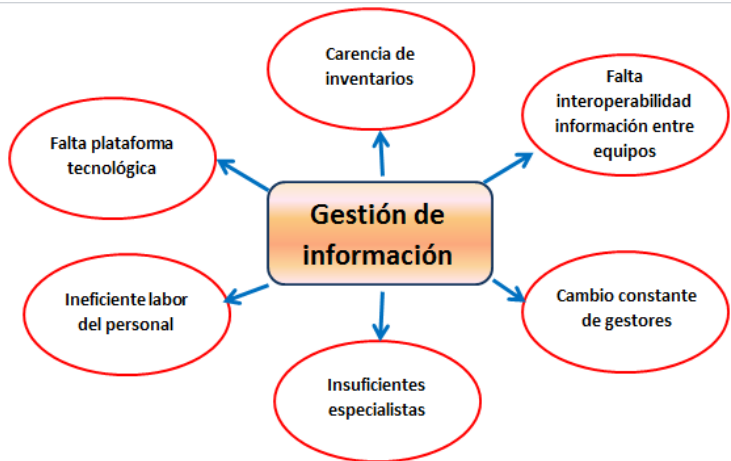 Carencia de
inventarios
Falta
interoperabilidad
información entre
equipos
Falta plataforma
tecnológica
Gestión de
información
Ineficiente labor
del personal
Cambio constante
de gestores
Insuficientes
especialistas